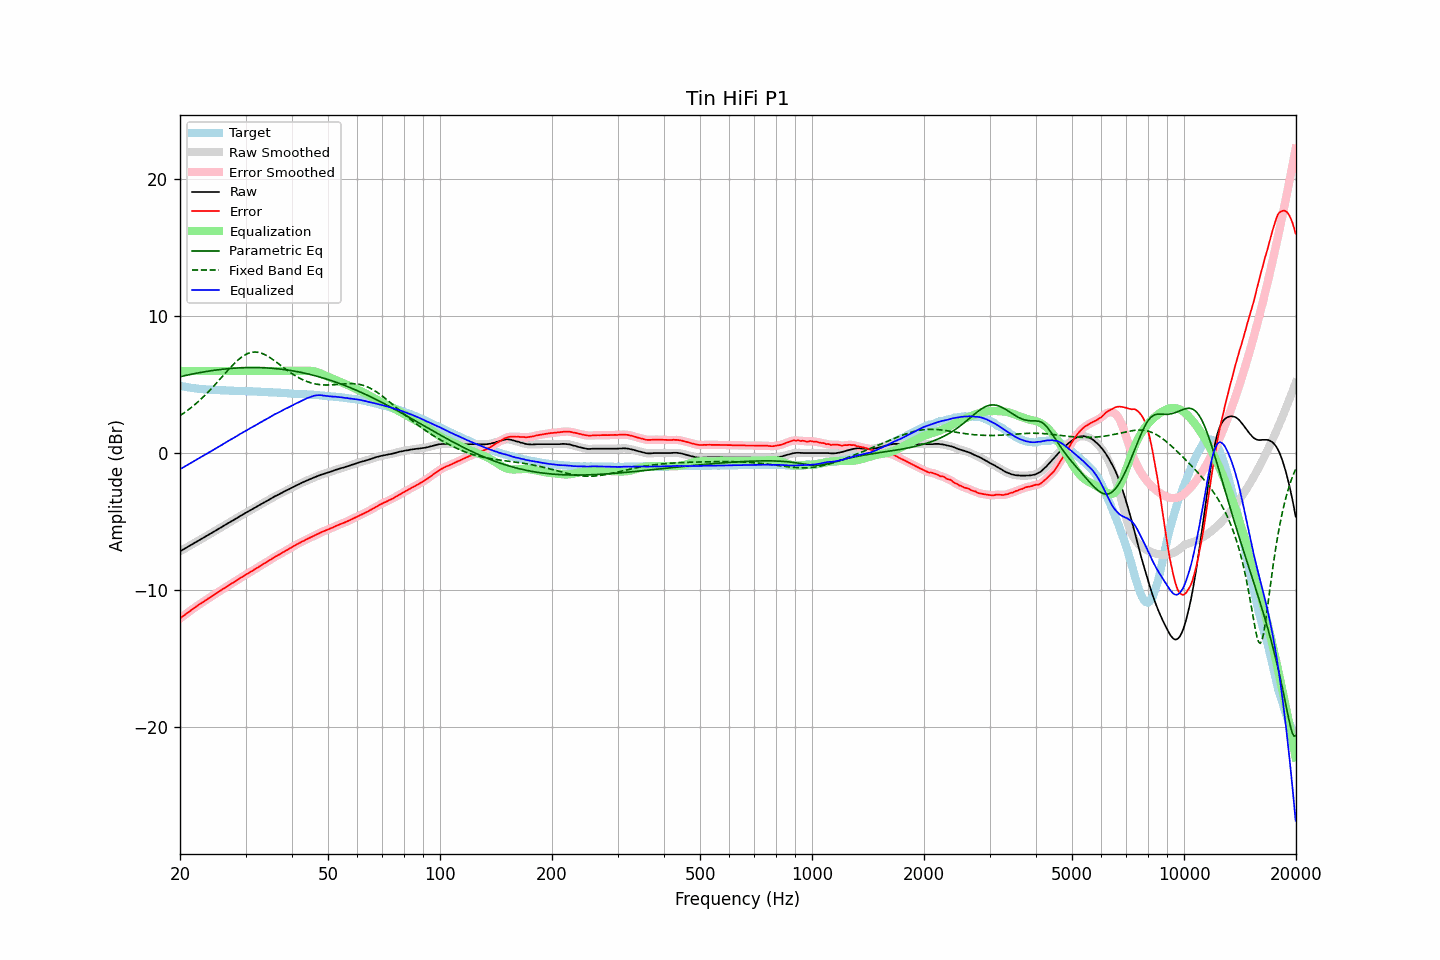 Tin HiFi P1
Target
Raw Smoothed
Error Smoothed
Raw
Error
Equalization
Parametric Eq
Fixed Band Eq
Equalized
20
10
0
−10
−20
Amplitude (dBr)
20 50 100 200 500 1000 2000 5000 10000 20000
Frequency (Hz)